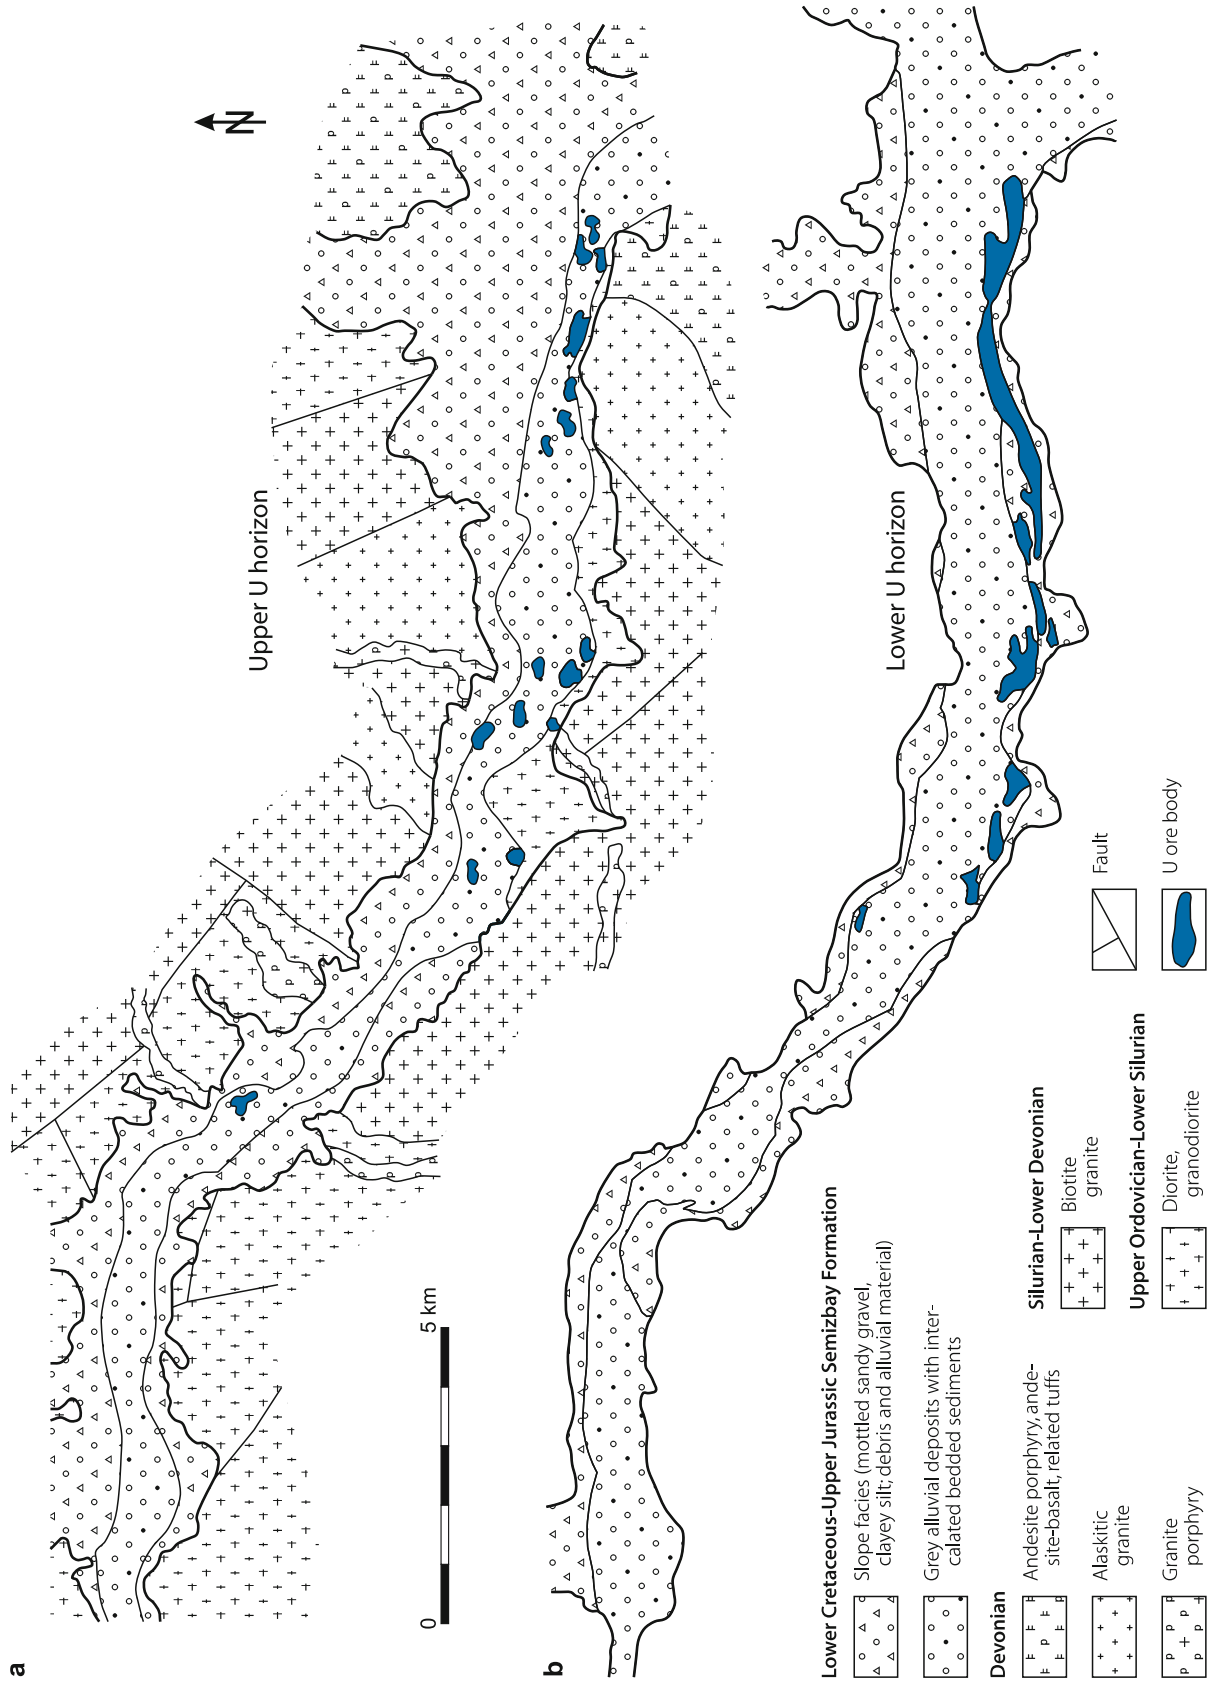 a
Upper U horizon
N
0
5 km
b
Lower U horizon
Lower Cretaceous-Upper Jurassic Semizbay Formation
Slope facies (mottled sandy gravel,
clayey silt; debris and alluvial material)
Grey alluvial deposits with inter-
calated bedded sediments
Devonian
Andesite porphyry, ande-
site-basalt, related tuffs
Alaskitic
granite
Granite
porphyry
Silurian-Lower Devonian
Biotite
granite
Upper Ordovician-Lower Silurian
Diorite,
granodiorite
Fault
U ore body